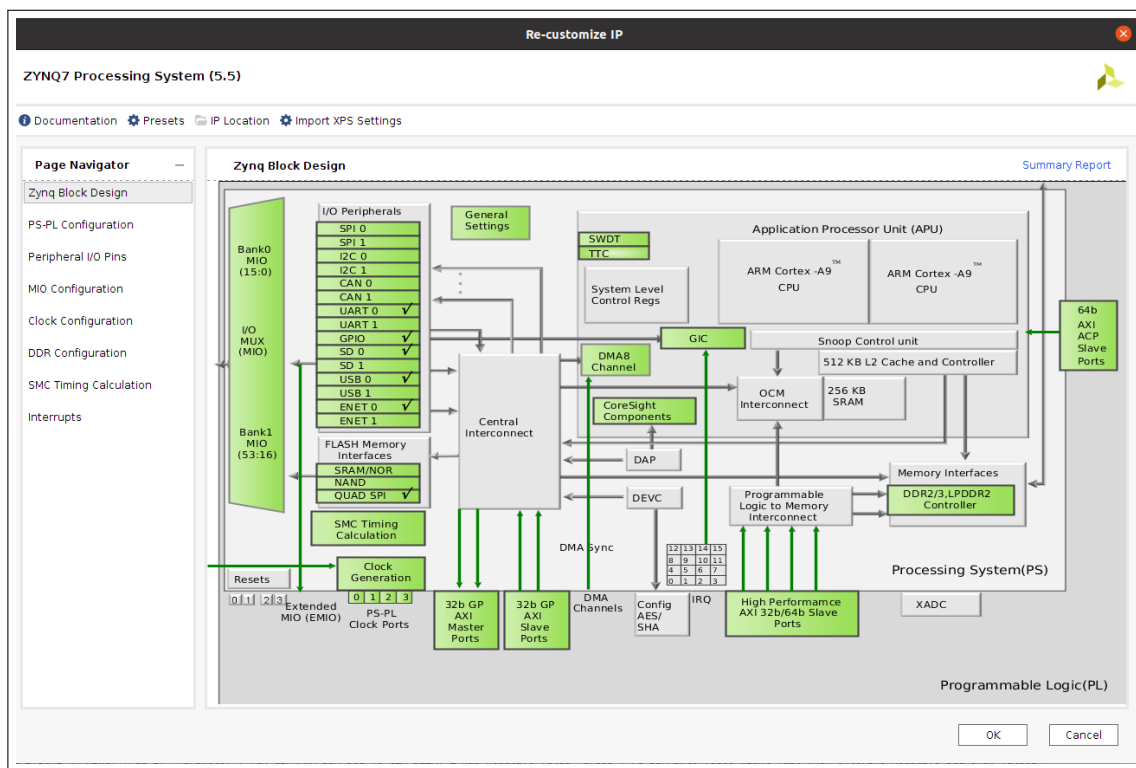 Re-customize IP
ZYNQ7 Processing System (5.5)
Documentation Presets IP Location Import XPS Settings
Page Navigator
Zynq Block Design
PS-PL Configuration
Peripheral I/O Pins
MIO Configuration
Clock Configuration
DDR Configuration
SMC Timing Calculation
Interrupts
Zynq Block Design
Summary Report
Bank0
MIO
(15:0)
I/O
MUX
(MIO)
Bank1
MIO
(53:16)
I/O Peripherals
SPI 0
SPI 1
I2C 0
I2C 1
CAN 0
CAN 1
UART 0 √
UART 1
GPIO √
SD 0 √
SD 1
USB 0 √
USB 1
ENET 0 √
ENET 1
FLASH Memory
Interfaces
SRAM/NOR
NAND
QUAD SPI √
SMC Timing
Calculation
General
Settings
Application Processor Unit (APU)
SWDT
TTC
System Level
Control Regs
ARM Cortex -A9 ™
CPU
ARM Cortex -A9 ™
CPU
GIC
Snoop Control unit
512 KB L2 Cache and Controller
DMA8
Channel
OCM
Interconnect
256 KB
SRAM
CoreSight
Components
Central
Interconnect
DAP
DEVC
Programmable
Logic to Memory
Interconnect
Memory Interfaces
DDR2/3,LPDDR2
Controller
64b
AXI
ACP
Slave
Ports
DMA Sync
12 13 14 15
8 9 10 11
4 5 6 7
0 1 2 3
Processing System(PS)
Resets
0 1 2 3
Clock
Generation
0 1 2 3
Extended
MIO (EMIO)
PS-PL
Clock Ports
32b GP
AXI
Master
Ports
32b GP
AXI
Slave
Ports
DMA
Channels
Config
AES/
SHA
IRQ
High Performamce
AXI 32b/64b Slave
Ports
XADC
Programmable Logic(PL)
OK
Cancel